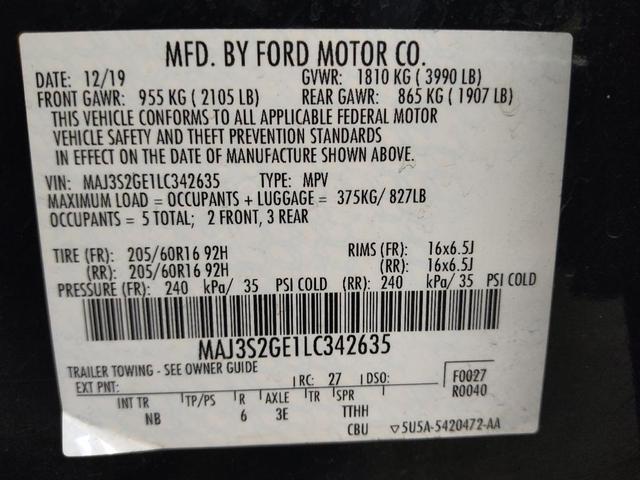 MFD. BY FORD MOTOR CO.
DATE: 12/19 GVWR: 1810 KG ( 3990 LB)
FRONT GAWR: 955 KG ( 2105 LB) REAR GAWR: 865 KG ( 1907 LB)
THIS VEHICLE CONFORMS TO ALL APPLICABLE FEDERAL MOTOR
VEHICLE SAFETY AND THEFT PREVENTION STANDARDS
IN EFFECT ON THE DATE OF MANUFACTURE SHOWN ABOVE.
VIN: MAJ3S2GE1LC342635 TYPE: MPV
MAXIMUM LOAD = OCCUPANTS + LUGGAGE = 375KG/ 827LB
OCCUPANTS = 5 TOTAL; 2 FRONT, 3 REAR
TIRE (FR): 205/60R16 92H RIMS (FR): 16x6.5J
(RR): 205/60R16 92H (RR): 16x6.5J
PRESSURE (FR): 240 kPa/ 35 PSI COLD (RR): 240 kPa/ 35 PSI COLD
MAJ3S2GE1LC342635
TRAILER TOWING - SEE OWNER GUIDE
EXT PNT: RC: 27 DSO: F0027
R0040
INT TR TP/PS R AXLE TR SPR
NB 6 3E TTHH
CBU ▽5U5A-5420472-AA